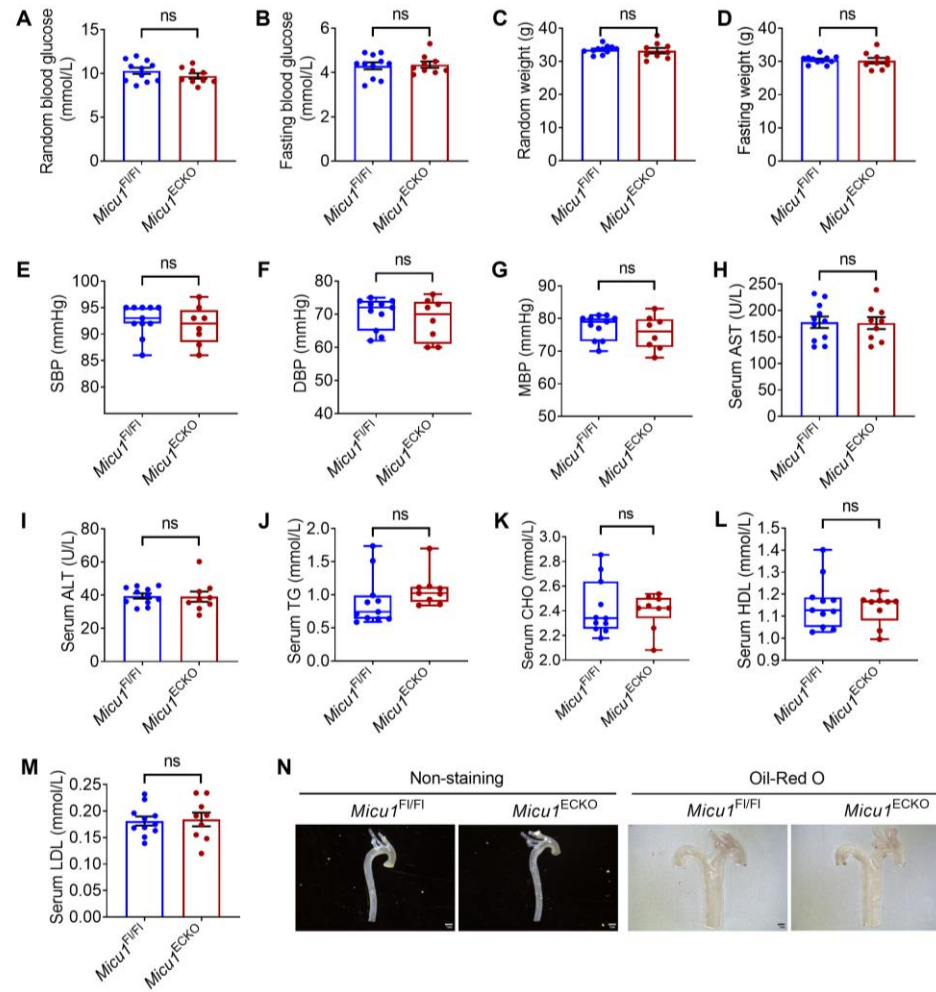 A
Random blood glucose
(mmol/L)
15
10
5
0
ns
Micu1Fl/Fl
Micu1ECKO
B
Fasting blood glucose
(mmol/L)
6
4
2
0
ns
Micu1Fl/Fl
Micu1ECKO
C
Random weight (g)
40
30
20
10
0
ns
Micu1Fl/Fl
Micu1ECKO
D
Fasting weight (g)
40
30
20
10
0
ns
Micu1Fl/Fl
Micu1ECKO
E
SBP (mmHg)
100
95
90
85
80
ns
Micu1Fl/Fl
Micu1ECKO
F
DBP (mmHg)
80
70
60
50
40
ns
Micu1Fl/Fl
Micu1ECKO
G
MBP (mmHg)
90
80
70
60
50
ns
Micu1Fl/Fl
Micu1ECKO
H
Serum AST (U/L)
250
200
150
100
50
0
ns
Micu1Fl/Fl
Micu1ECKO
I
Serum ALT (U/L)
80
60
40
20
0
ns
Micu1Fl/Fl
Micu1ECKO
J
Serum TG (mmol/L)
2.0
1.5
1.0
0.5
0.0
ns
Micu1Fl/Fl
Micu1ECKO
K
Serum CHO (mmol/L)
3.0
2.8
2.6
2.4
2.2
2.0
ns
Micu1Fl/Fl
Micu1ECKO
L
Serum HDL (mmol/L)
1.5
1.4
1.3
1.2
1.1
1.0
0.9
ns
Micu1Fl/Fl
Micu1ECKO
M
Serum LDL (mmol/L)
0.25
0.20
0.15
0.10
0.05
0.00
ns
Micu1Fl/Fl
Micu1ECKO
N
Non-staining
Oil-Red O
Micu1Fl/Fl
Micu1ECKO
Micu1Fl/Fl
Micu1ECKO